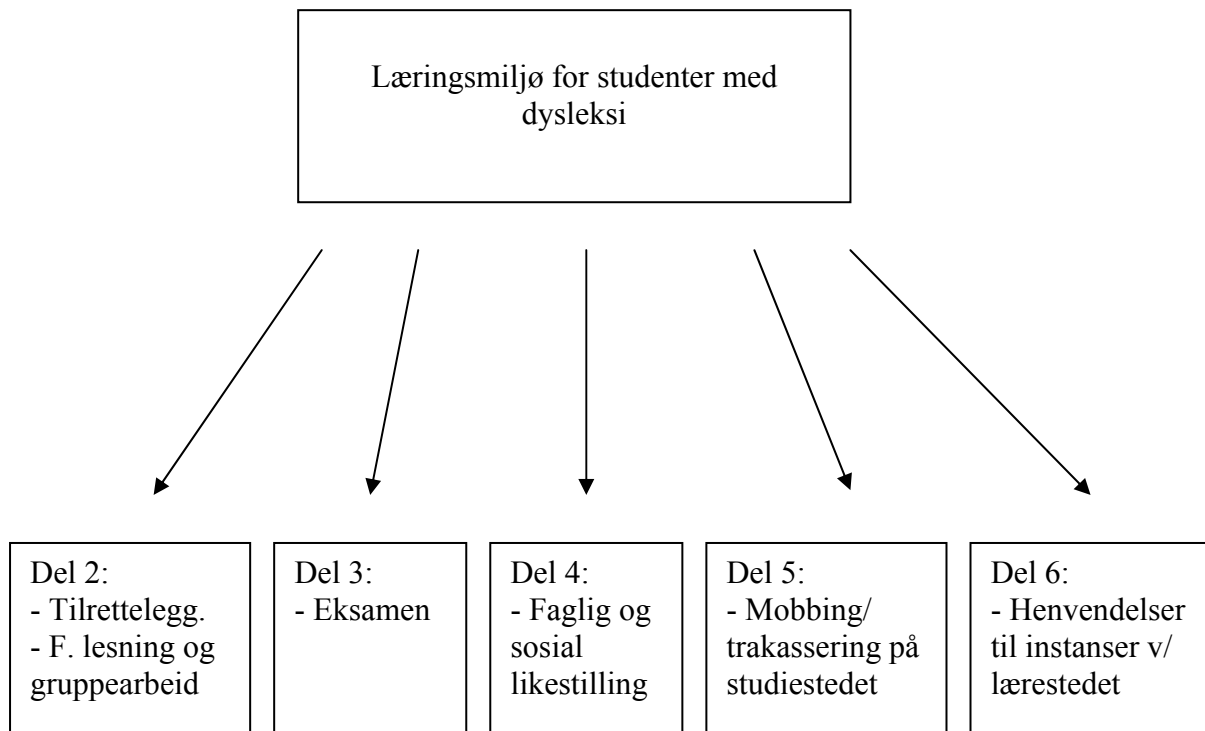 Læringsmiljø for studenter med
dysleksi
Del 2:
- Tilrettelegg.
- F. lesning og
gruppearbeid
Del 3:
- Eksamen
Del 4:
- Faglig og
sosial
likestilling
Del 5:
- Mobbing/
trakassering på
studiestedet
Del 6:
- Henvendelser
til instanser v/
lærestedet